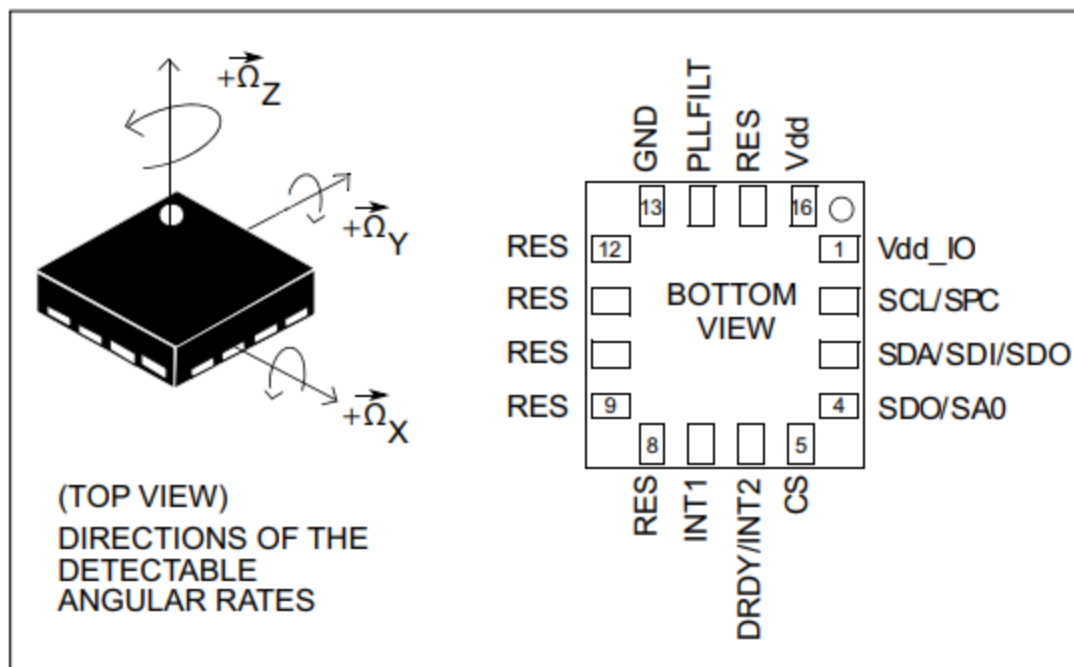 +Ω Z
+Ω Y
+Ω X
(TOP VIEW)
DIRECTIONS OF THE
DETECTABLE
ANGULAR RATES
GND
PLLFILT
RES
Vdd
13
16
RES
12
1
Vdd_IO
RES
BOTTOM
VIEW
SCL/SPC
RES
SDA/SDI/SDO
RES
9
4
SDO/SA0
8
5
RES
INT1
DRDY/INT2
CS